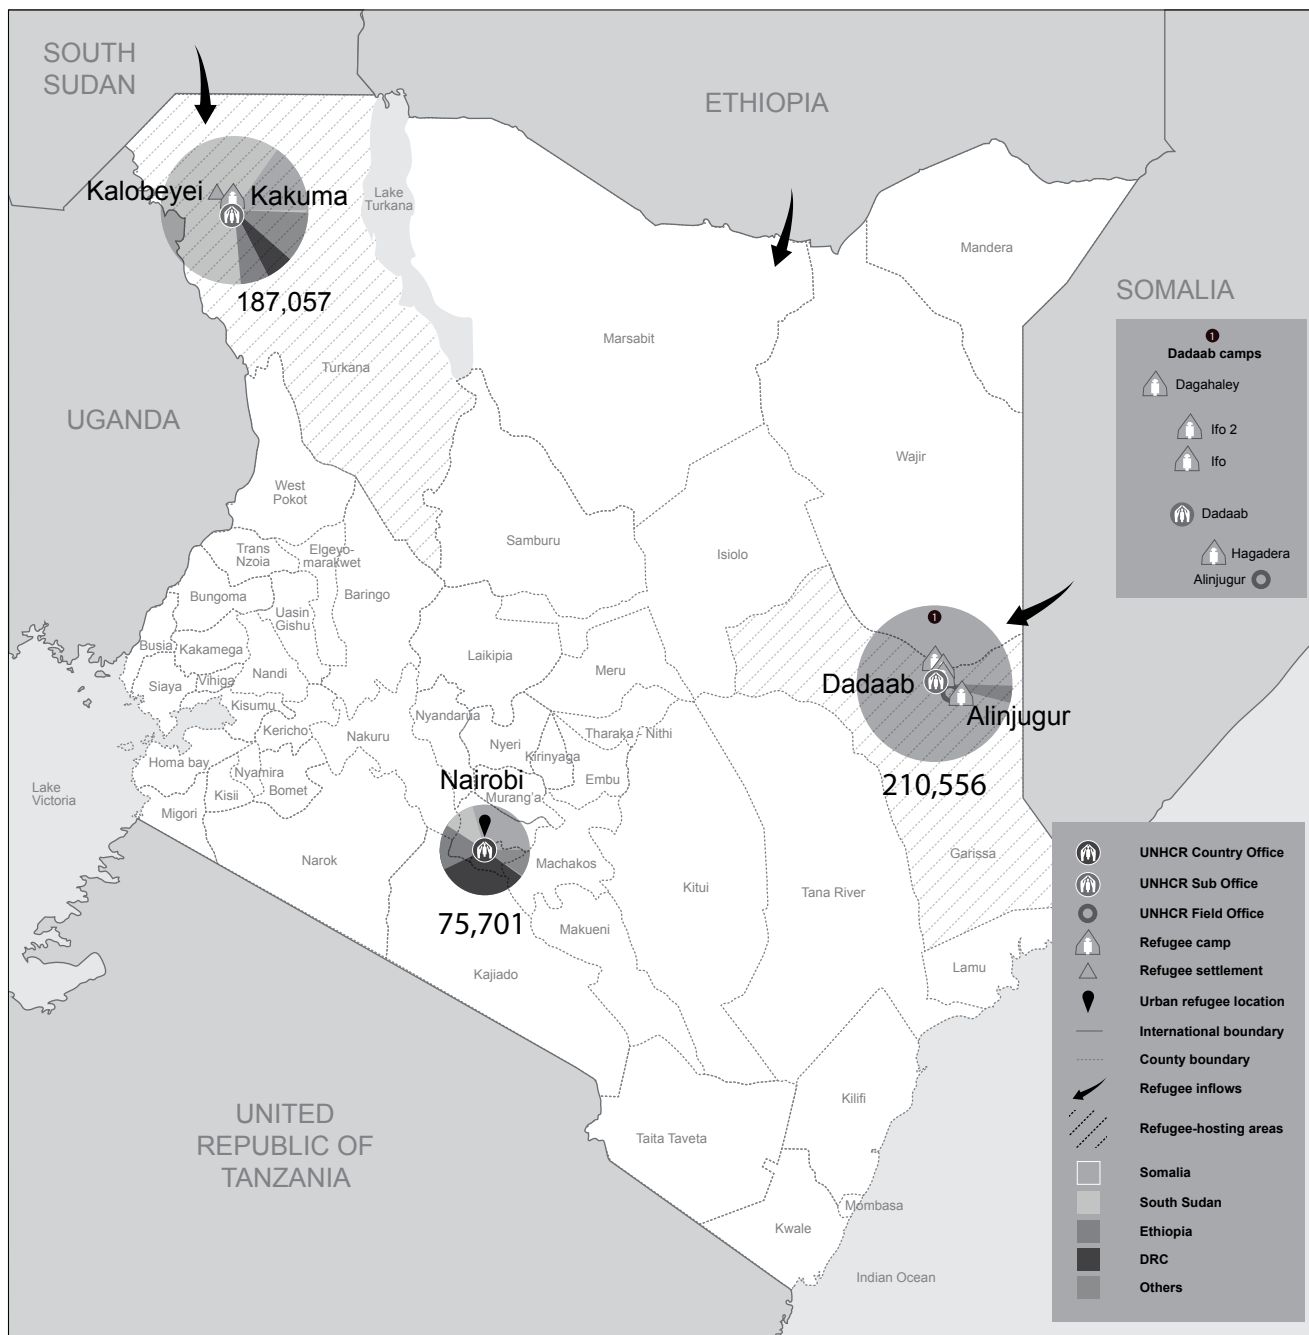 SOUTH
SUDAN
ETHIOPIA
Kalobeyei
Kakuma
Lake
Turkana
Mandera
187,057
SOMALIA
1
Dadaab camps
Dagahaley
Ifo 2
Ifo
Dadaab
Hagadera
Alinjugur
Marsabit
Turkana
UGANDA
Wajir
West
Pokot
Samburu
Isiolo
Trans
Nzoia
Elgeyo-
marakwet
Baringo
Bungoma
Uasin
Gishu
1
Busia
Kakamega
Laikipia
Meru
Nandi
Siaya
Vihiga
Dadaab
Kisumu
Nyandarua
Alinjugur
Kericho
Nakuru
Nyeri
Tharaka - Nithi
Kirinyaga
Homa bay
Nyamira
Nairobi
Embu
210,556
Lake
Victoria
Kisii
Bomet
Murang'a
Migori
Narok
Machakos
Garissa
Kitui
Tana River
75,701
Makueni
Kajiado
Lamu
UNHCR Country Office
UNHCR Sub Office
UNHCR Field Office
Refugee camp
Refugee settlement
Urban refugee location
International boundary
County boundary
Refugee inflows
Refugee-hosting areas
Somalia
South Sudan
Ethiopia
DRC
Others
Kilifi
UNITED
REPUBLIC OF
TANZANIA
Taita Taveta
Mombasa
Kwale
Indian Ocean